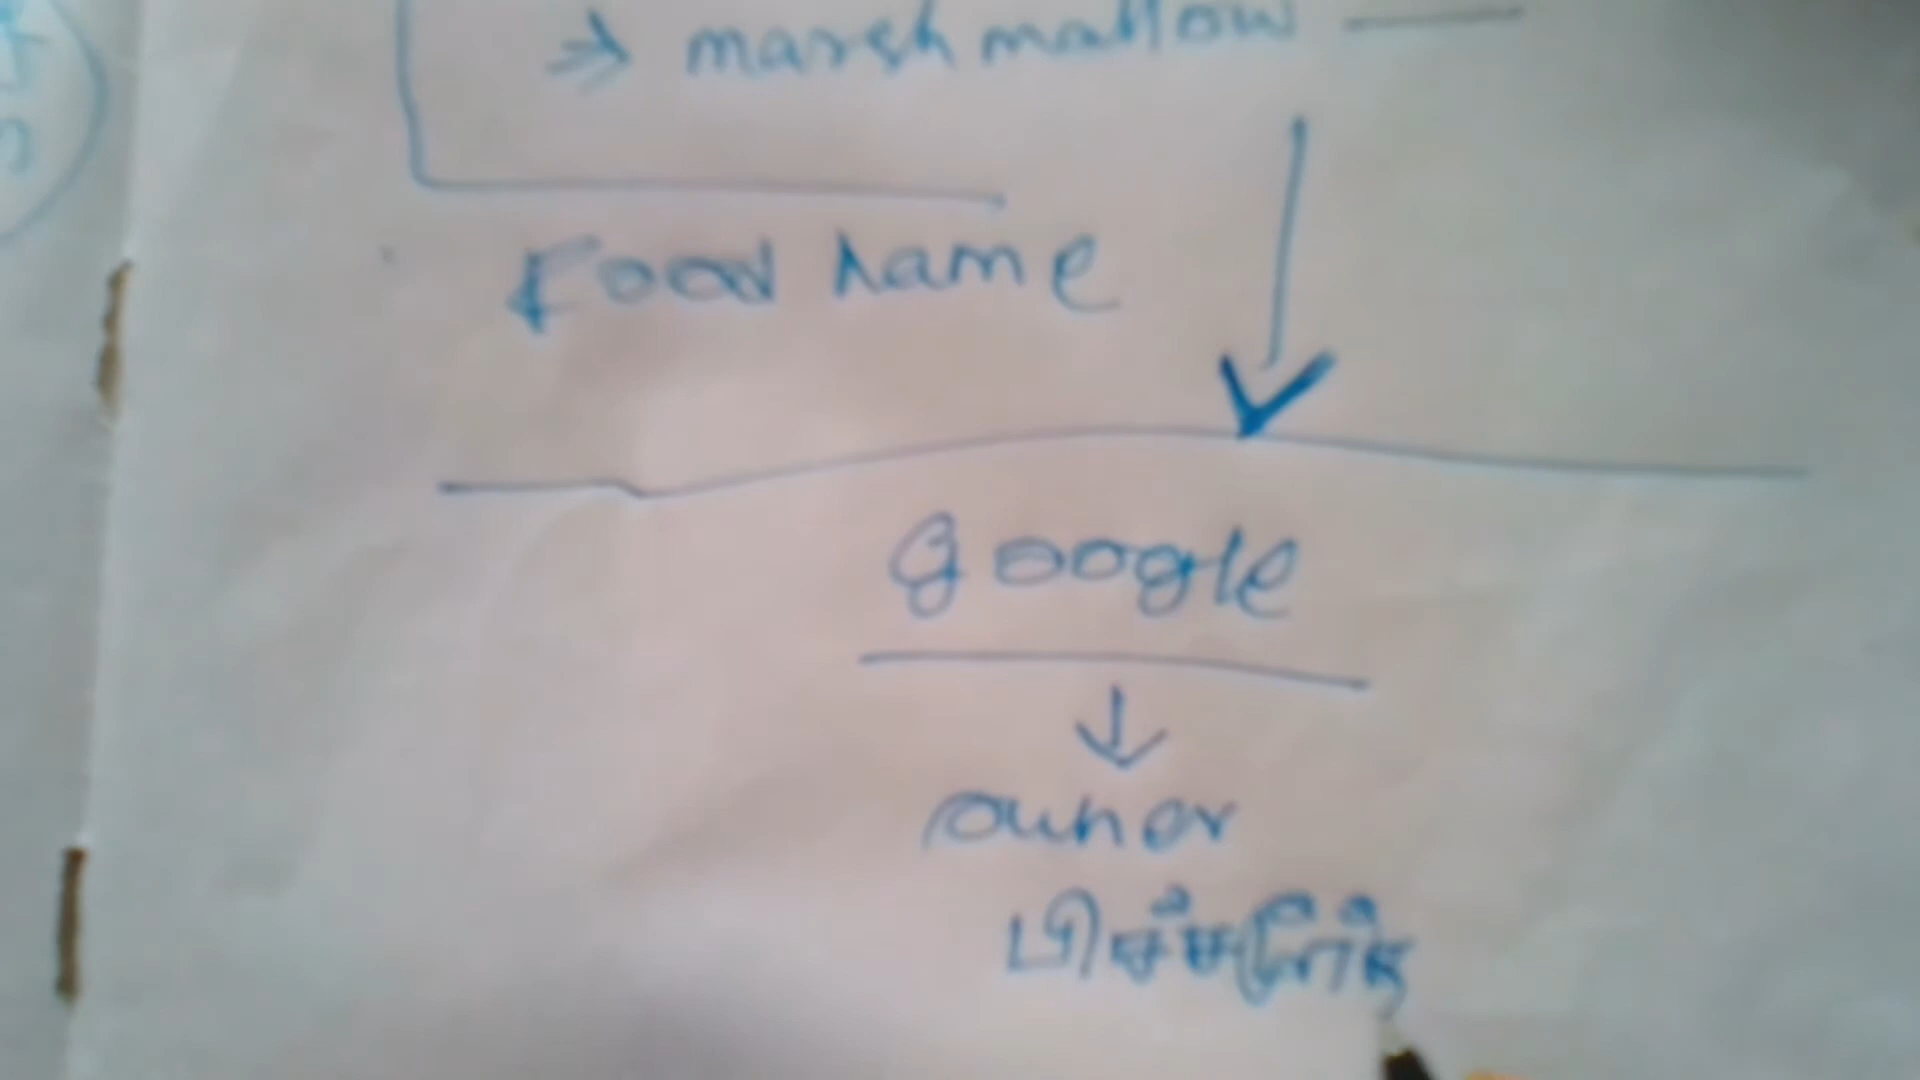 ⇒ marshmallow —
Food name
google
↓
owner